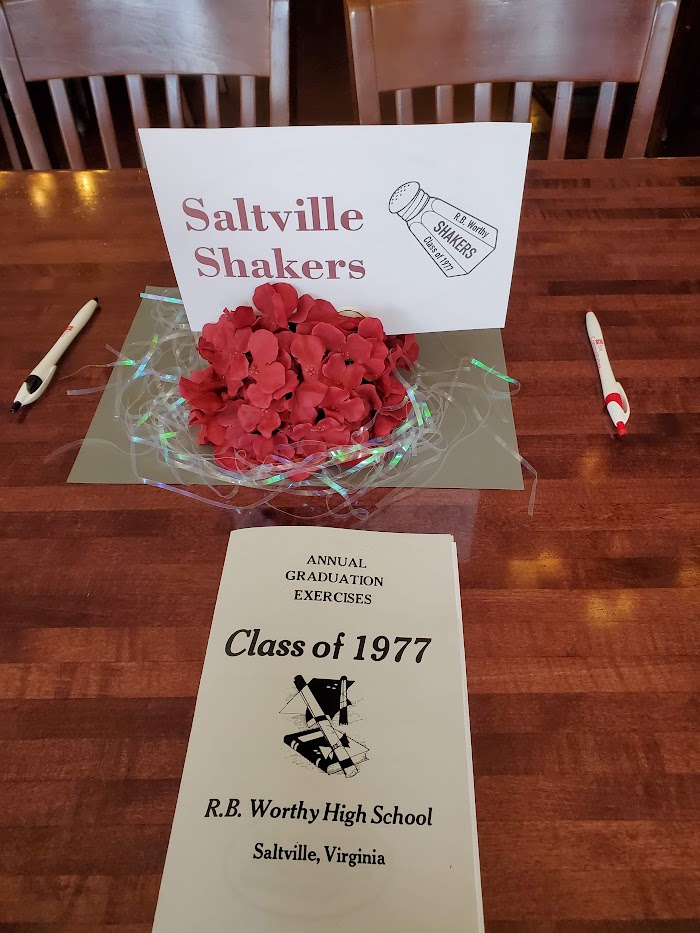 Saltville
Shakers
R.B. Worthy
SHAKERS
Class of 1977
ANNUAL
GRADUATION
EXERCISES
Class of 1977
R.B. Worthy High School
Saltville, Virginia